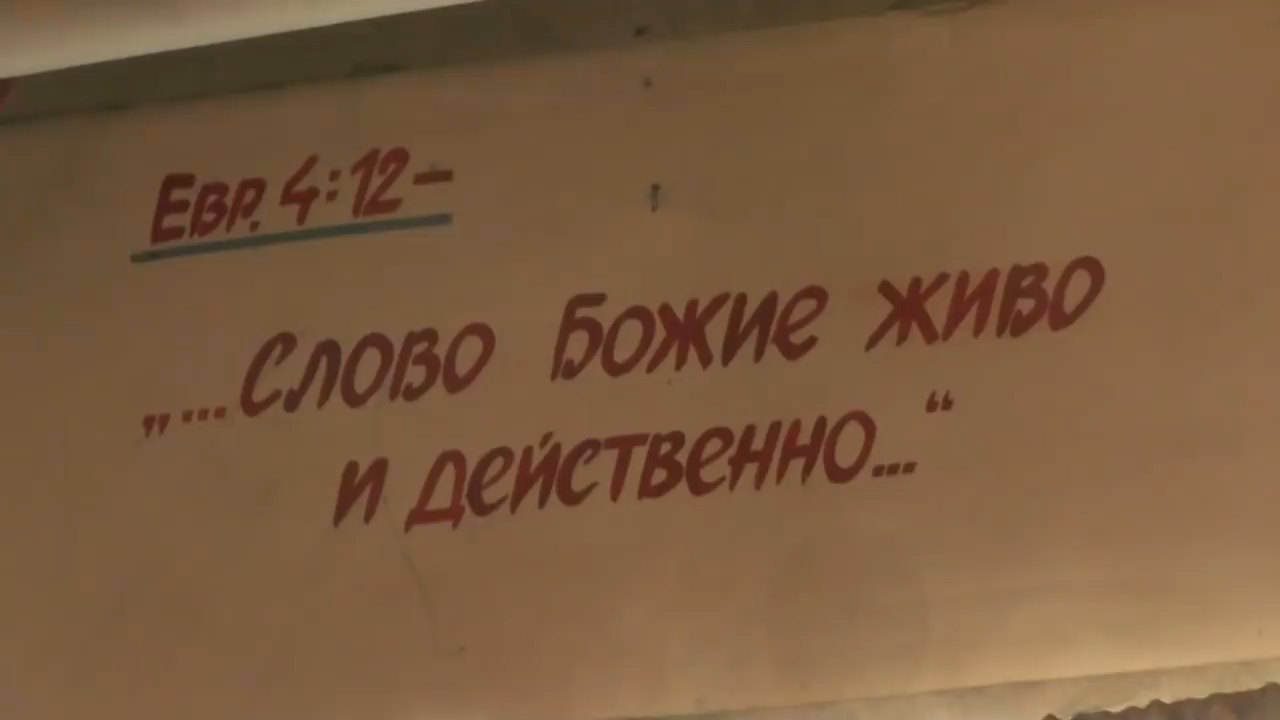 Евр. 4:12-
„...Слово Божие живо
и действенно...“